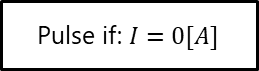 Pulse if: I = 0[A]